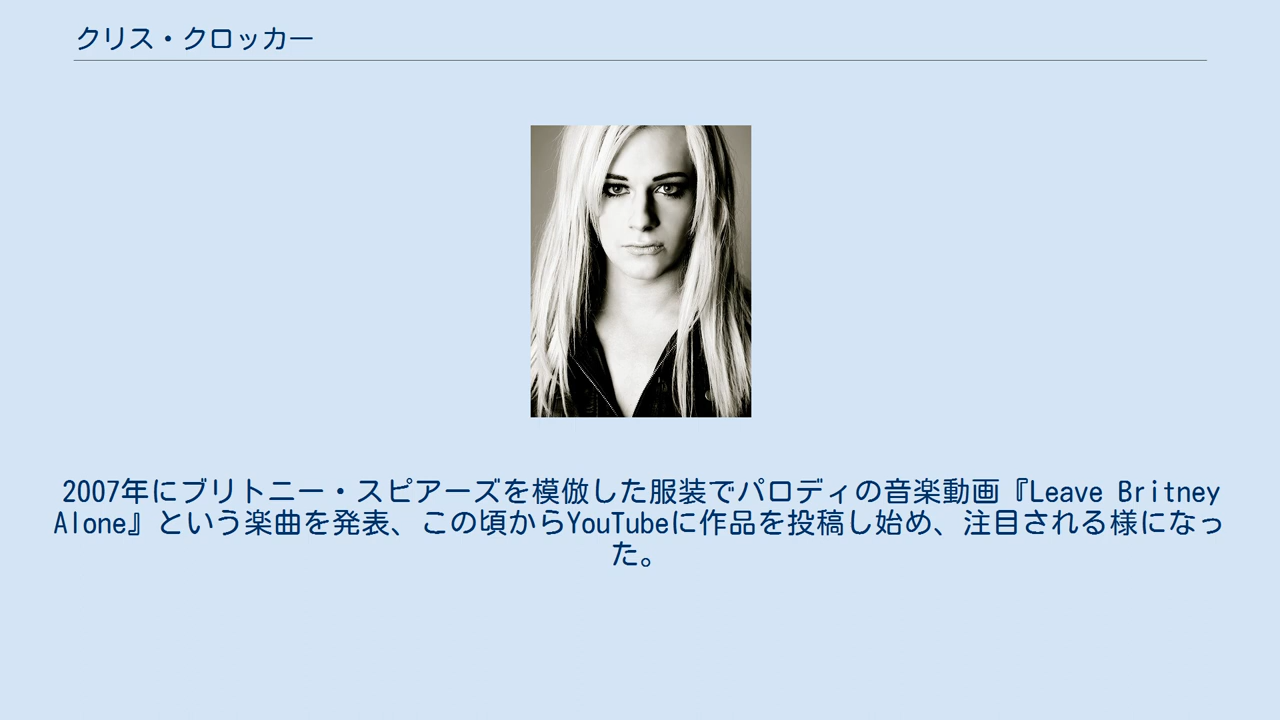 クリス・クロッカー
2007年にブリトニー・スピアーズを模倣した服装でパロディの音楽動画『Leave Britney
Alone』という楽曲を発表、この頃からYouTubeに作品を投稿し始め、注目される様になっ
た。